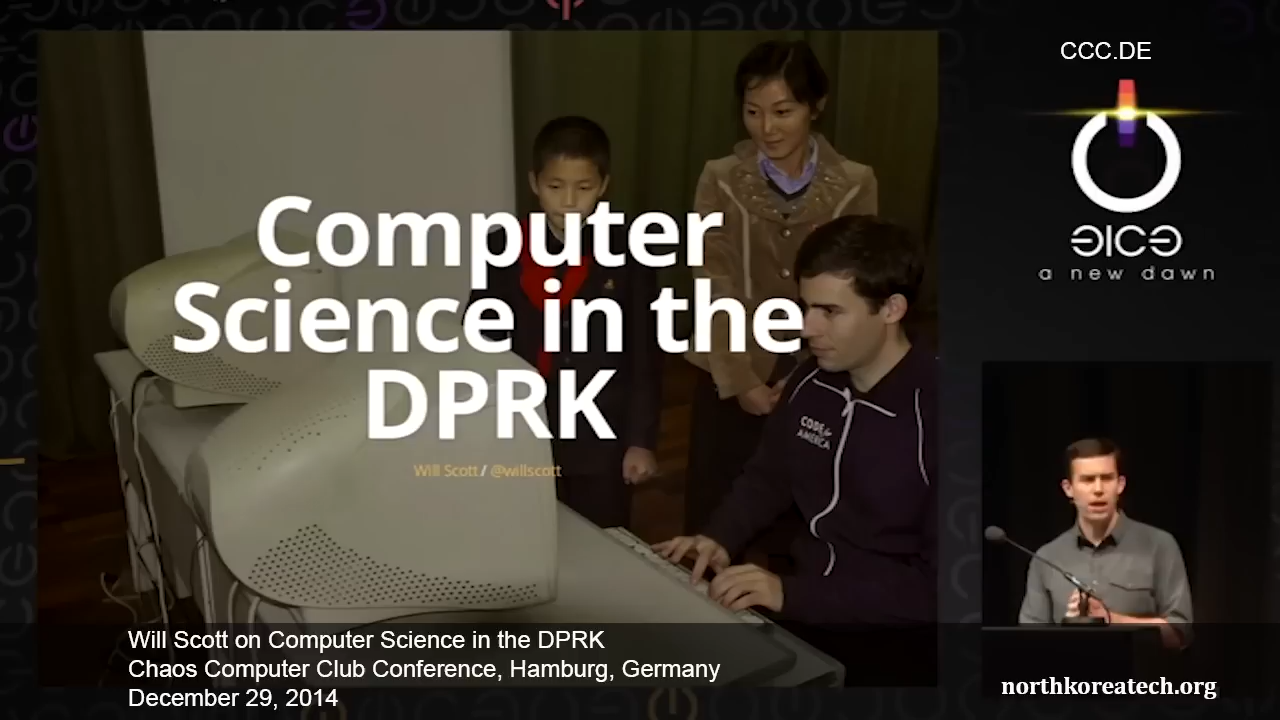 CCC.DE
Computer
Science in the
DPRK
Will Scott / @willscott
CODE for
AMERICA
a new dawn
Will Scott on Computer Science in the DPRK
Chaos Computer Club Conference, Hamburg, Germany
December 29, 2014
northkoreatech.org